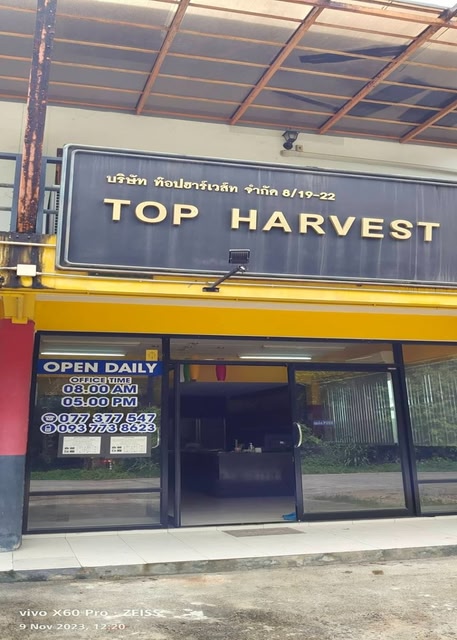 บริษัท ท๊อปฮาร์เวส์ท จำกัด 8/19-22
TOP HARVEST
OPEN DAILY
OFFICE TIME
08.00 AM
05.00 PM
077 377 547
093 773 8623
vivo X60 Pro · ZEISS
9 Nov 2023, 12:20